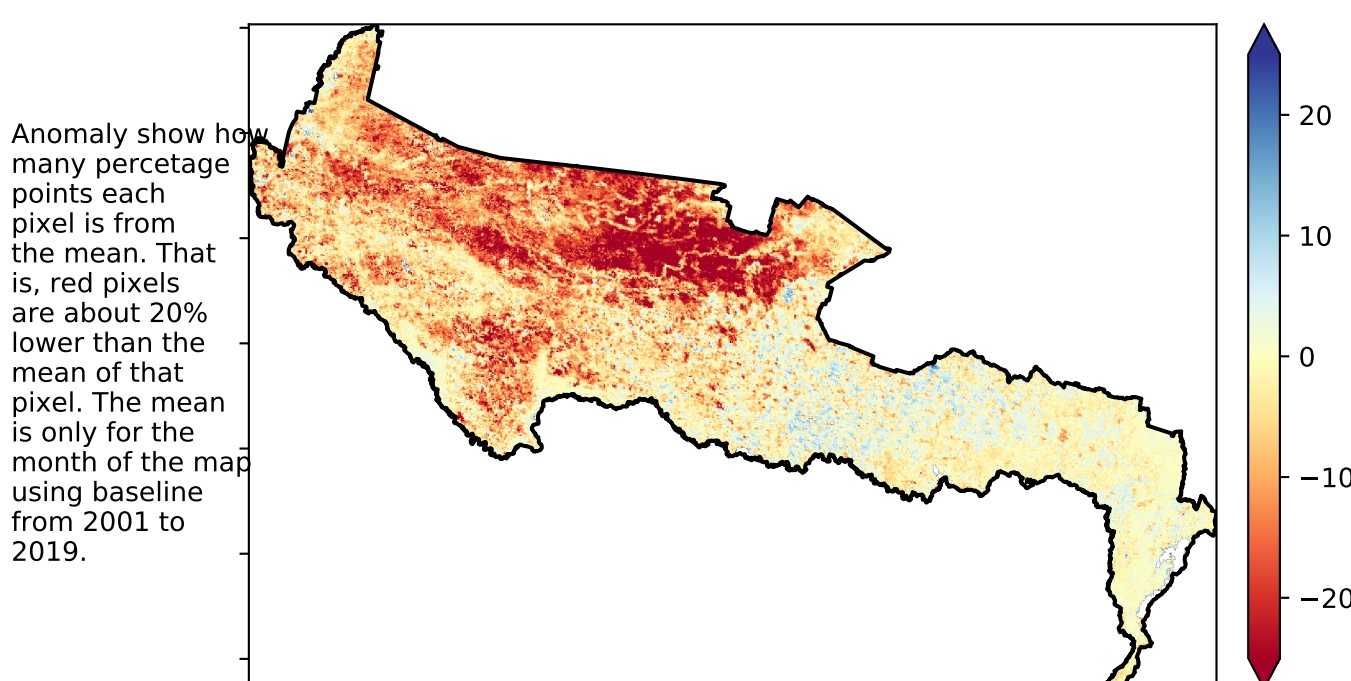 Anomaly show how
many percetage
points each
pixel is from
the mean. That
is, red pixels
are about 20%
lower than the
mean of that
pixel. The mean
is only for the
month of the map
using baseline
from 2001 to
2019.
20
10
0
−10
−20